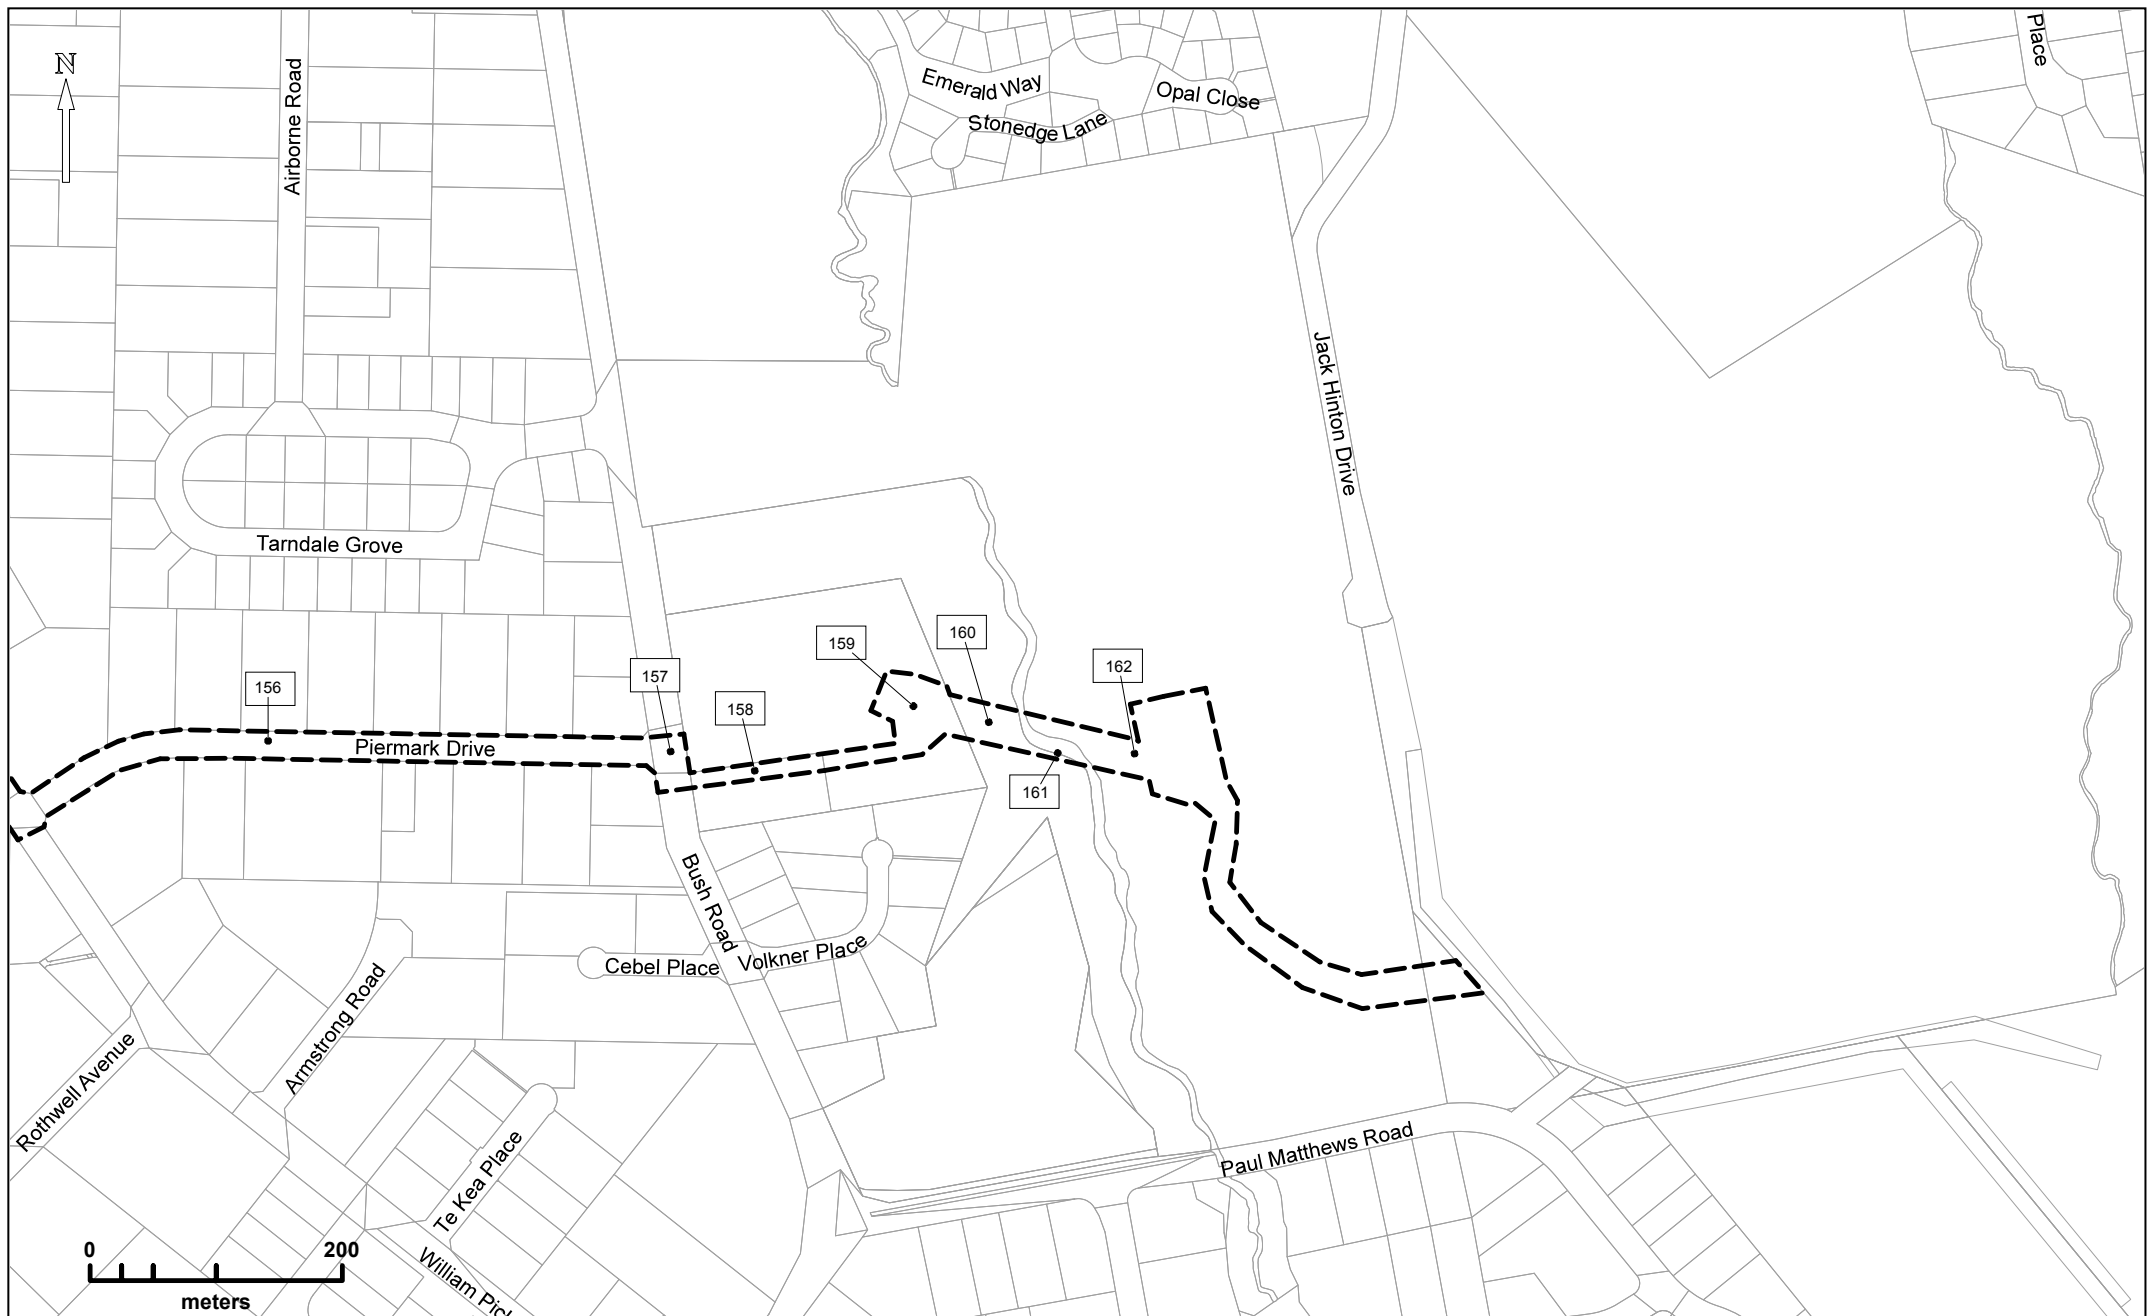 Place
N
Airborne Road
Emerald Way
Opal Close
Stonedge Lane
Jack Hinton Drive
Tarndale Grove
159
160
162
157
156
158
Piermark Drive
161
Bush Road
Volkner Place
Cebel Place
Armstrong Road
Rothwell Avenue
Paul Matthews Road
Te Kea Place
0 200
meters
William